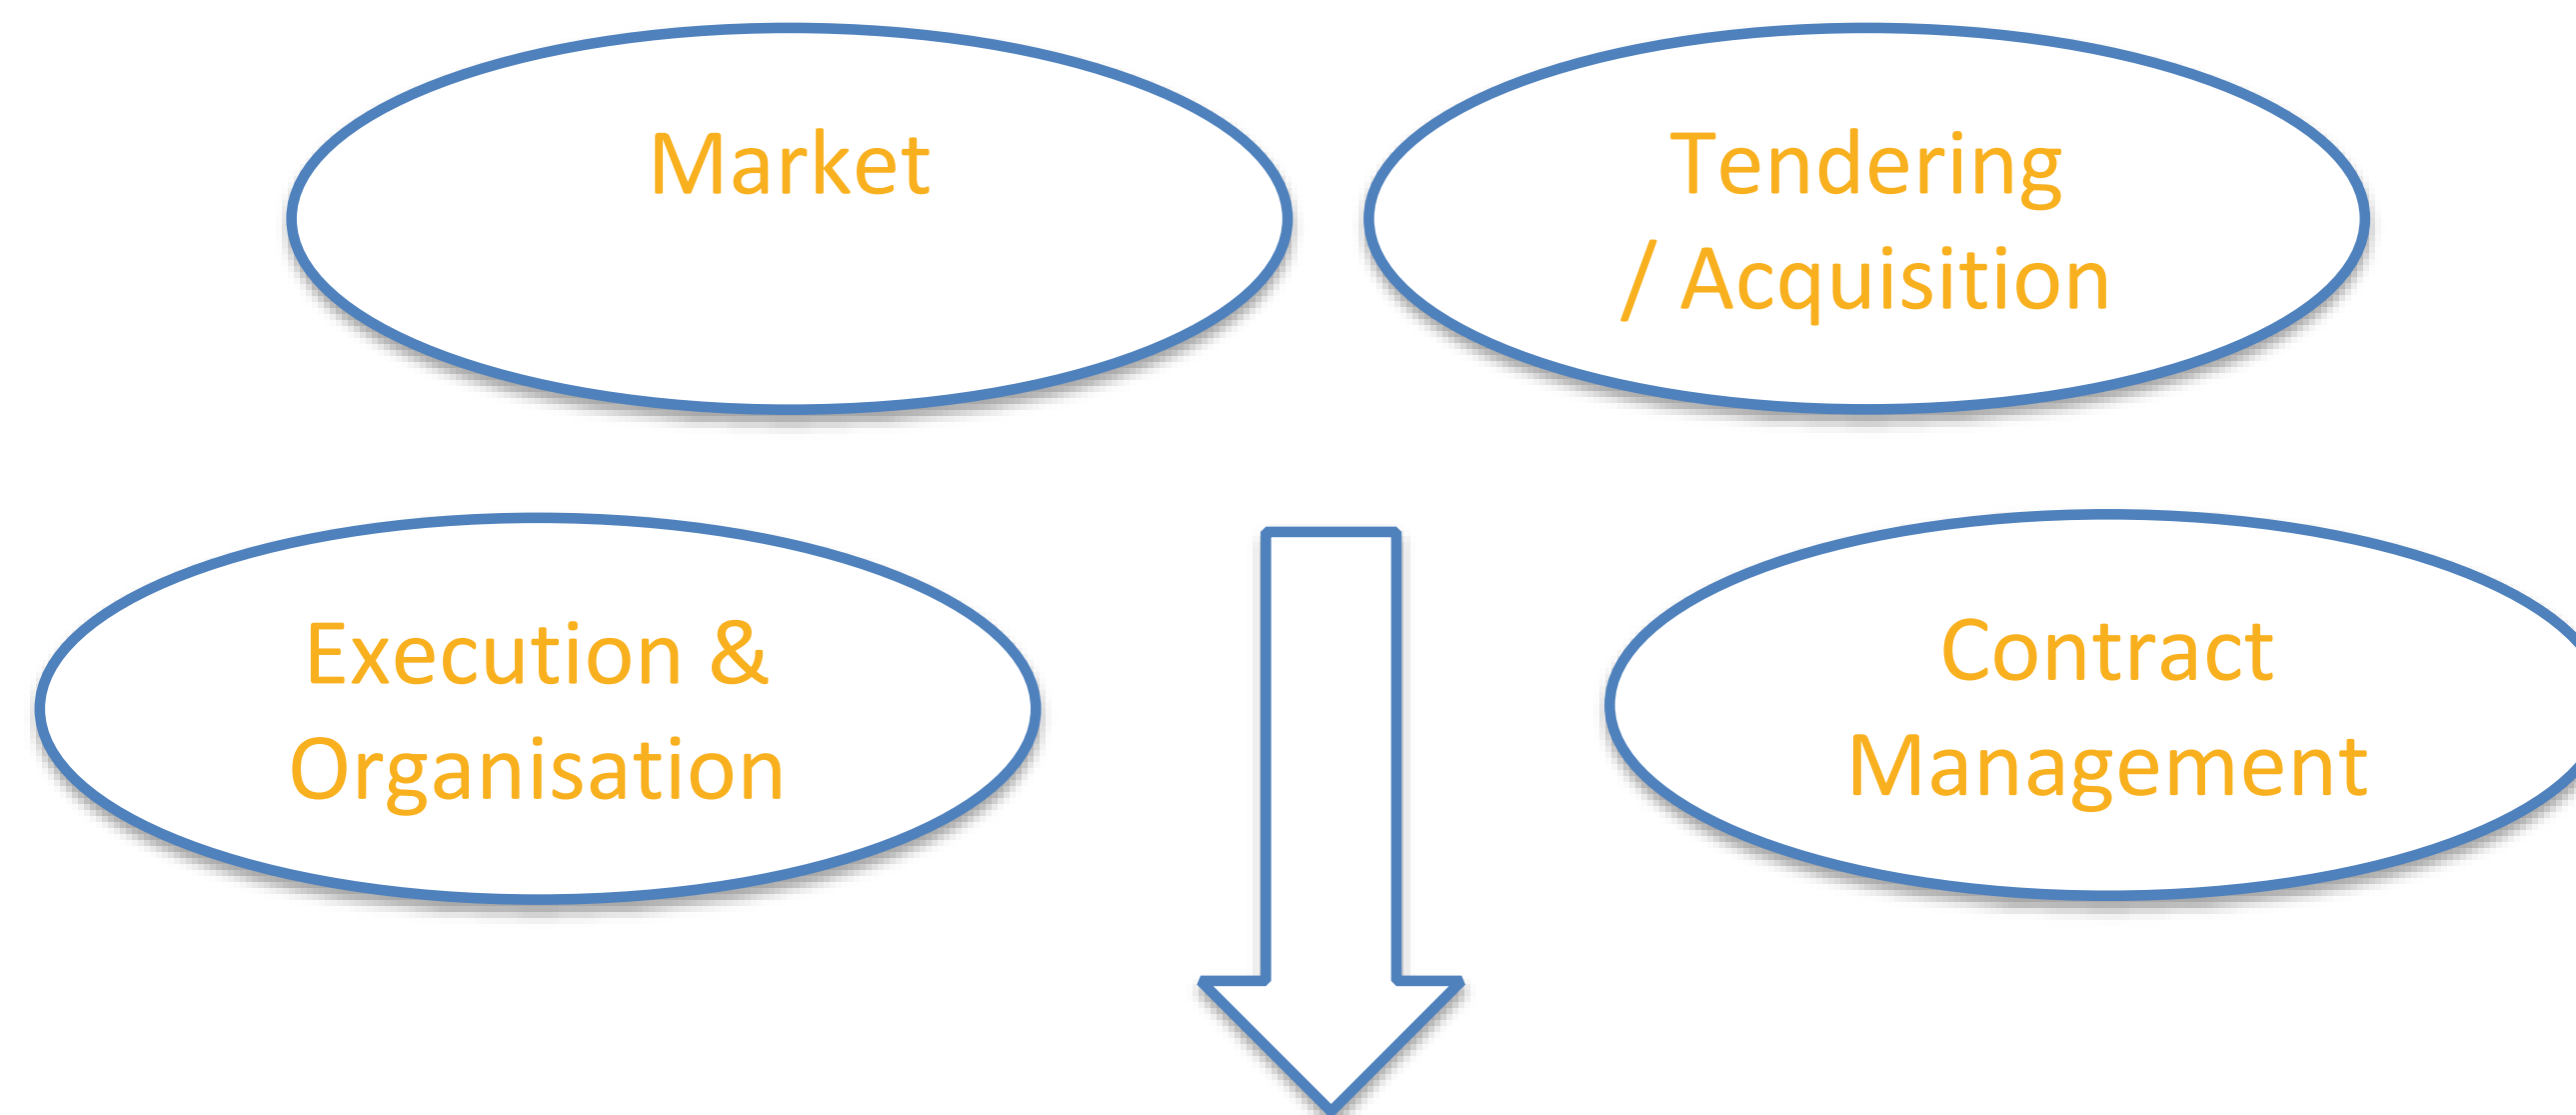 Market
Tendering
/ Acquisition
Execution &
Organisation
Contract
Management